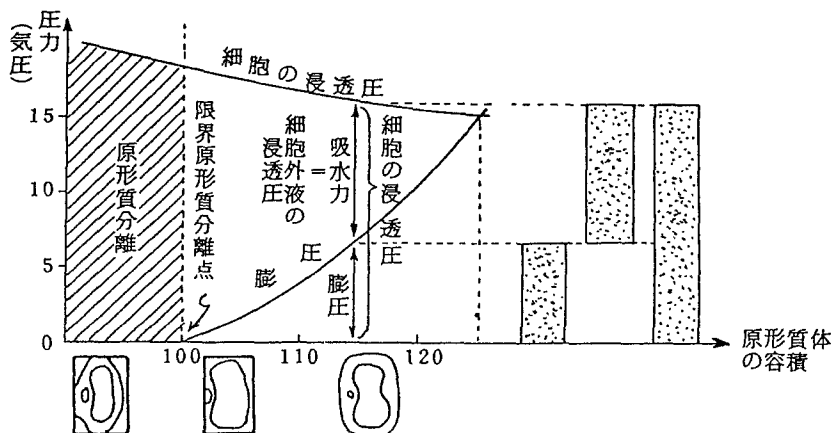 圧力
（気圧）
15
10
5
0
細胞の浸透圧
原形質分離
限界原形質分離点
細胞外液の
浸透圧
＝
吸水力
細胞の浸透圧
膨圧
膨圧
100
110
120
原形質体
の容積